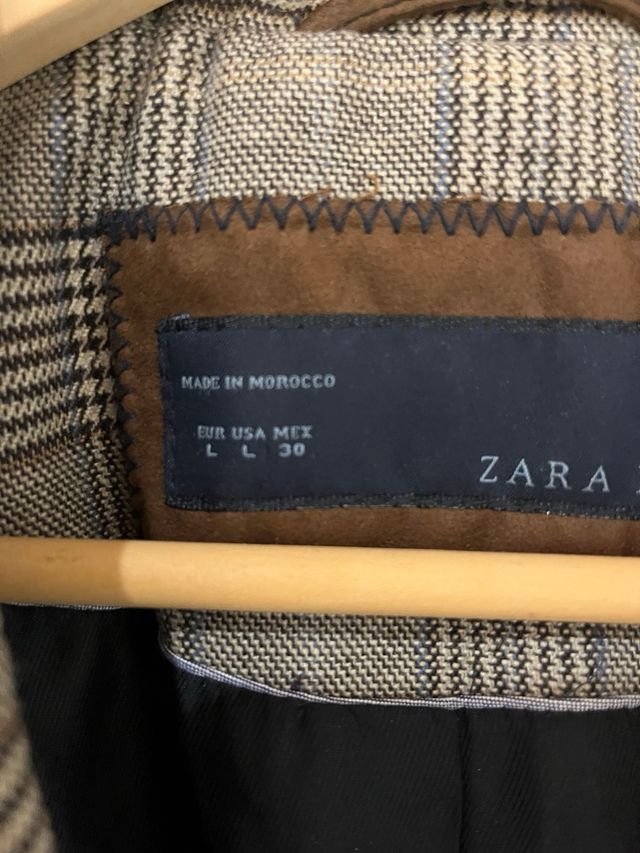 MADE IN MOROCCO
EUR USA MEX
L L 30
ZARA